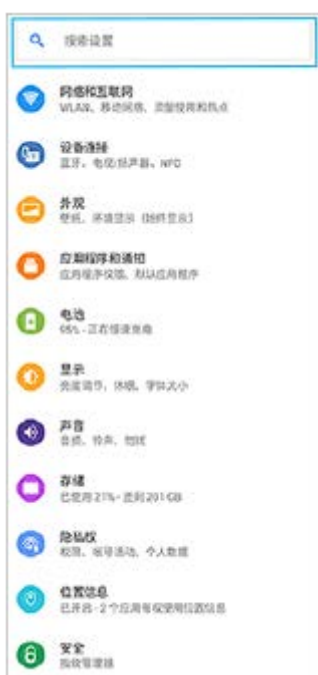 搜索设置
网络和互联网
WLAN、移动网络、流量使用和热点
设备连接
蓝牙、电视/扬声器、NFC
外观
壁纸、环境显示
应用程序和通知
应用程序权限、默认应用程序
电池
95% - 正在慢速充电
显示
亮度调节、休眠、字体大小
声音
音频、铃声、勿扰
存储
已使用 21% - 还剩 201 GB
隐私权
权限、帐号活动、个人数据
位置信息
已开启 - 2 个应用有权使用位置信息
安全
指纹管理器